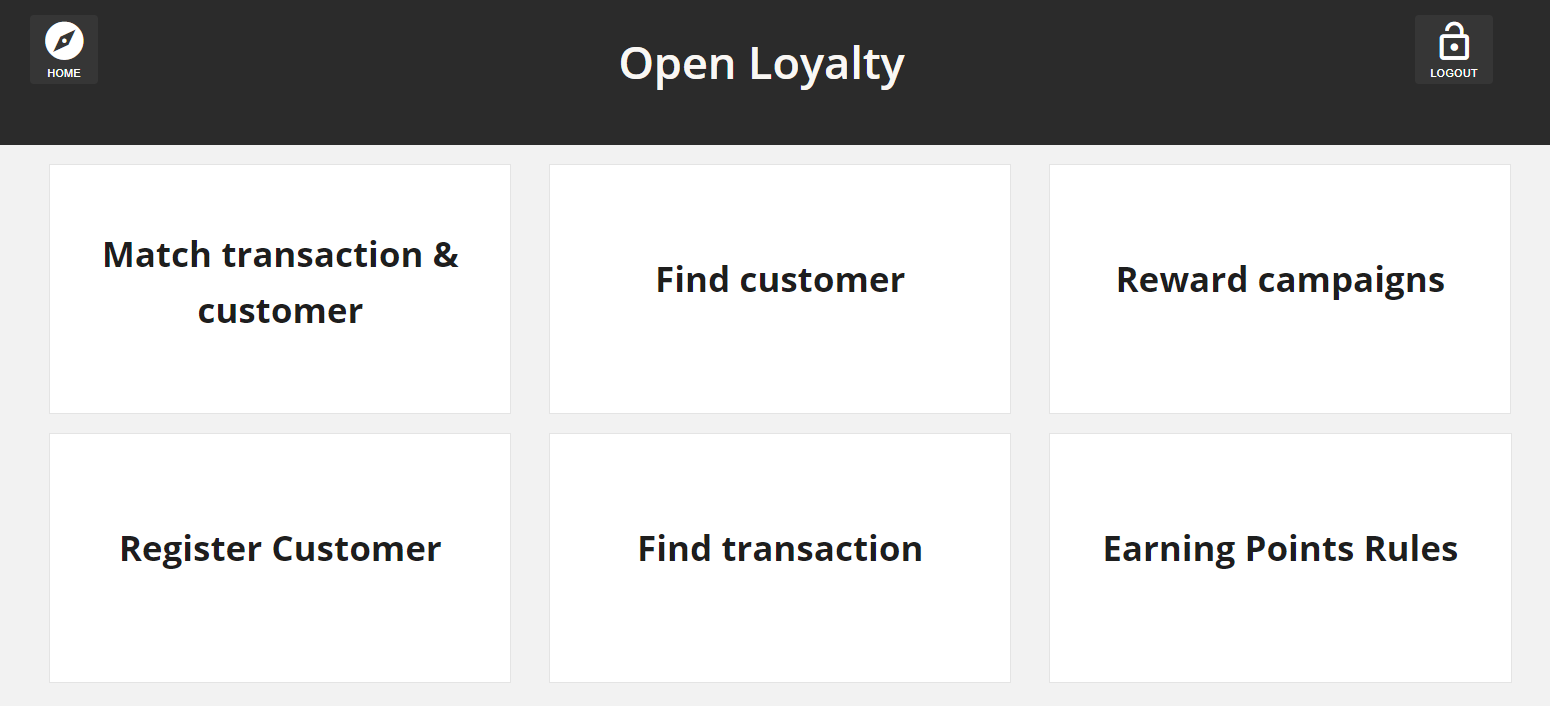 HOME
Open Loyalty
LOGOUT
Match transaction &
customer
Find customer
Reward campaigns
Register Customer
Find transaction
Earning Points Rules